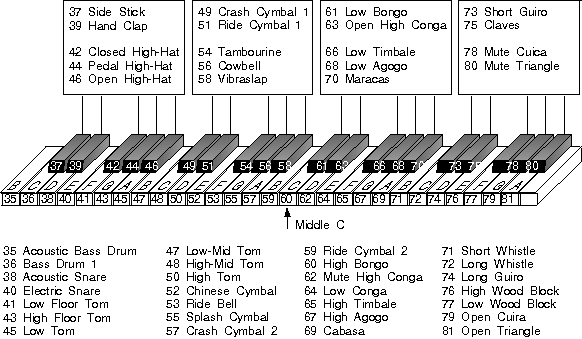 37 Side Stick
39 Hand Clap
42 Closed High-Hat
44 Pedal High-Hat
46 Open High-Hat
49 Crash Cymbal 1
51 Ride Cymbal 1
54 Tambourine
56 Cowbell
58 Vibraslap
61 Low Bongo
63 Open High Conga
66 Low Timbale
68 Low Agogo
70 Maracas
73 Short Guiro
75 Claves
78 Mute Cuica
80 Mute Triangle
37 39 42 44 46 49 51 54 56 58 61 63 66 68 70 73 75 78 80
B C D E F G A B C D E F G A B C D E F G A B C D E F G A
35 36 38 40 41 43 45 47 48 50 52 53 55 57 59 60 62 64 65 67 69 71 72 74 76 77 79 81
Middle C
35 Acoustic Bass Drum
36 Bass Drum 1
38 Acoustic Snare
40 Electric Snare
41 Low Floor Tom
43 High Floor Tom
45 Low Tom
47 Low-Mid Tom
48 High-Mid Tom
50 High Tom
52 Chinese Cymbal
53 Ride Bell
55 Splash Cymbal
57 Crash Cymbal 2
59 Ride Cymbal 2
60 High Bongo
62 Mute High Conga
64 Low Conga
65 High Timbale
67 High Agogo
69 Cabasa
71 Short Whistle
72 Long Whistle
74 Long Guiro
76 High Wood Block
77 Low Wood Block
79 Open Cuira
81 Open Triangle